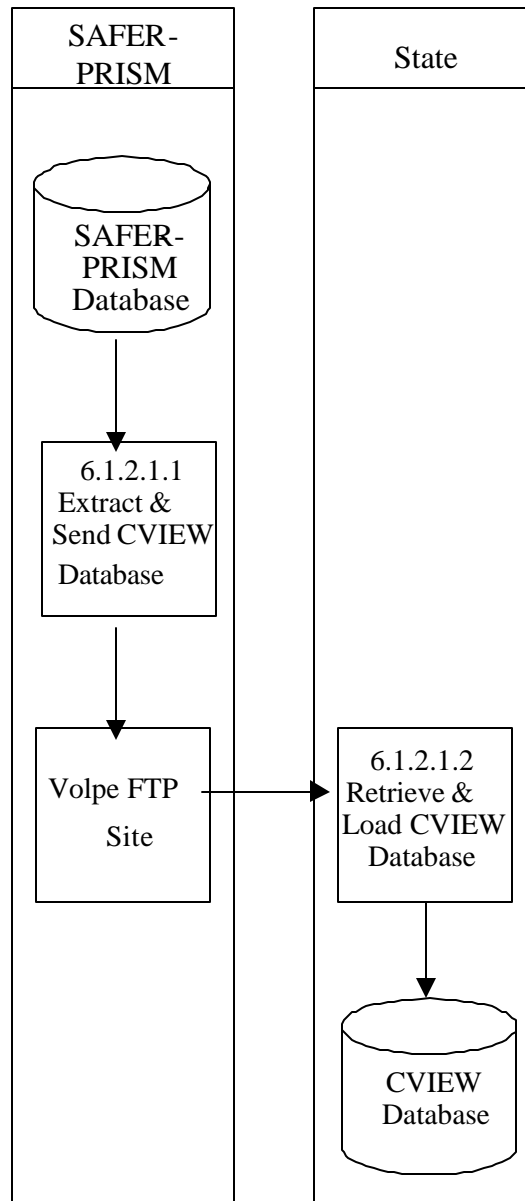 SAFER-
PRISM
State
SAFER-
PRISM
Database
6.1.2.1.1
Extract &
Send CVIEW
Database
Volpe FTP
Site
6.1.2.1.2
Retrieve &
Load CVIEW
Database
CVIEW
Database